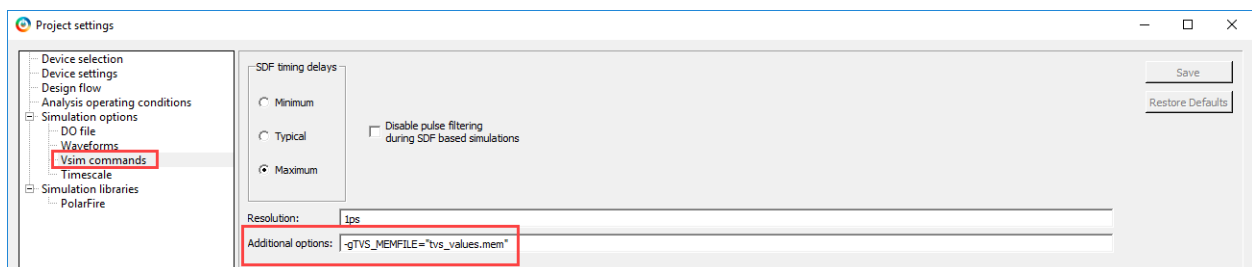 Project settings
Device selection
Device settings
Design flow
Analysis operating conditions
Simulation options
DO file
Waveforms
Vsim commands
Timescale
Simulation libraries
PolarFire
SDF timing delays
Minimum
Typical
Maximum
Disable pulse filtering
during SDF based simulations
Save
Restore Defaults
Resolution: 1ps
Additional options: -gTVS_MEMFILE="tvs_values.mem"